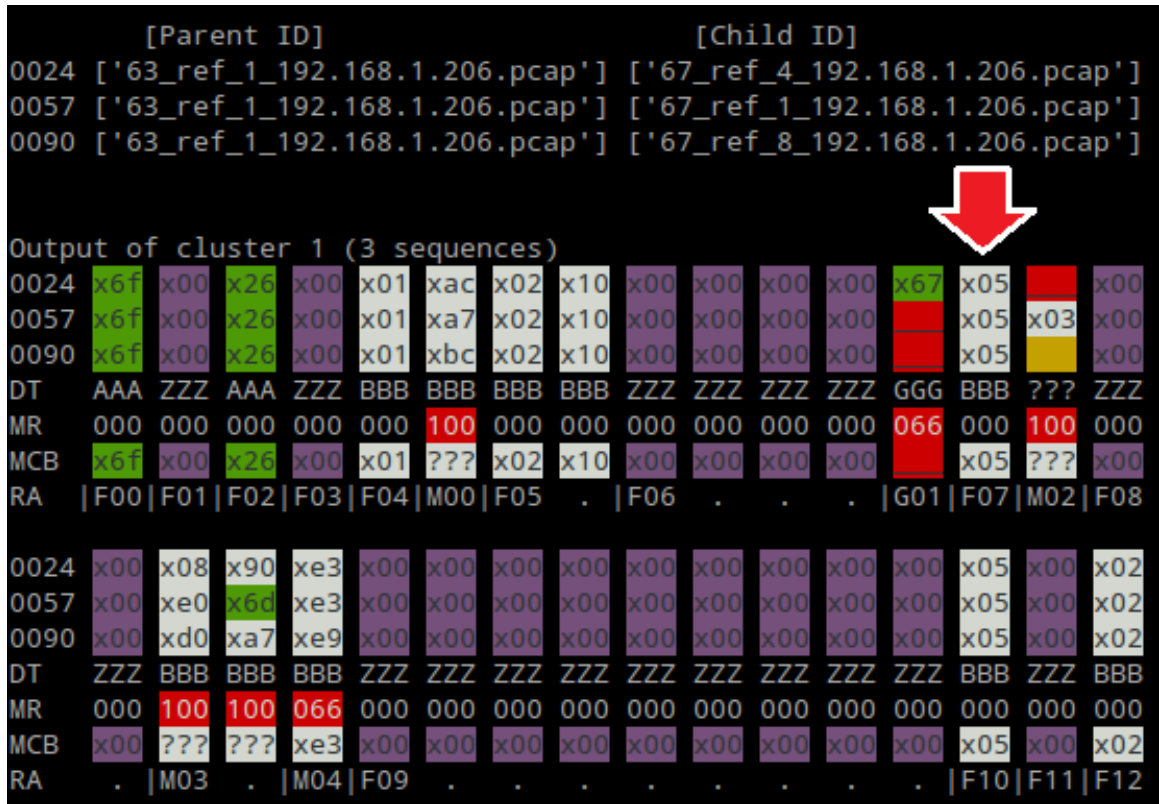 [Parent ID] [Child ID]
0024 ['63_ref_1_192.168.1.206.pcap'] ['67_ref_4_192.168.1.206.pcap']
0057 ['63_ref_1_192.168.1.206.pcap'] ['67_ref_1_192.168.1.206.pcap']
0090 ['63_ref_1_192.168.1.206.pcap'] ['67_ref_8_192.168.1.206.pcap']
Output of cluster 1 (3 sequences)
0024 x6f x00 x26 x00 x01 xac x02 x10 x00 x00 x00 x00 x67 x05 __ x00
0057 x6f x00 x26 x00 x01 xa7 x02 x10 x00 x00 x00 x00 ___ x05 x03 x00
0090 x6f x00 x26 x00 x01 xbc x02 x10 x00 x00 x00 x00 ___ x05 x00
DT AAA ZZZ AAA ZZZ BBB BBB BBB BBB ZZZ ZZZ ZZZ ZZZ GGG BBB ??? ZZZ
MR 000 000 000 000 000 100 000 000 000 000 000 000 066 000 100 000
MCB x6f x00 x26 x00 x01 ??? x02 x10 x00 x00 x00 x00 ___ x05 ??? x00
RA |F00|F01|F02|F03|F04|M00|F05 . |F06 . . . |G01|F07|M02|F08
0024 x00 x08 x90 xe3 x00 x00 x00 x00 x00 x00 x00 x00 x00 x05 x00 x02
0057 x00 xe0 x6d xe3 x00 x00 x00 x00 x00 x00 x00 x00 x00 x05 x00 x02
0090 x00 xd0 xa7 xe9 x00 x00 x00 x00 x00 x00 x00 x00 x00 x05 x00 x02
DT ZZZ BBB BBB BBB ZZZ ZZZ ZZZ ZZZ ZZZ ZZZ ZZZ ZZZ ZZZ BBB ZZZ BBB
MR 000 100 100 066 000 000 000 000 000 000 000 000 000 000 000 000
MCB x00 ??? ??? xe3 x00 x00 x00 x00 x00 x00 x00 x00 x00 x05 x00 x02
RA . |M03 . |M04|F09 . . . . . . . . |F10|F11|F12